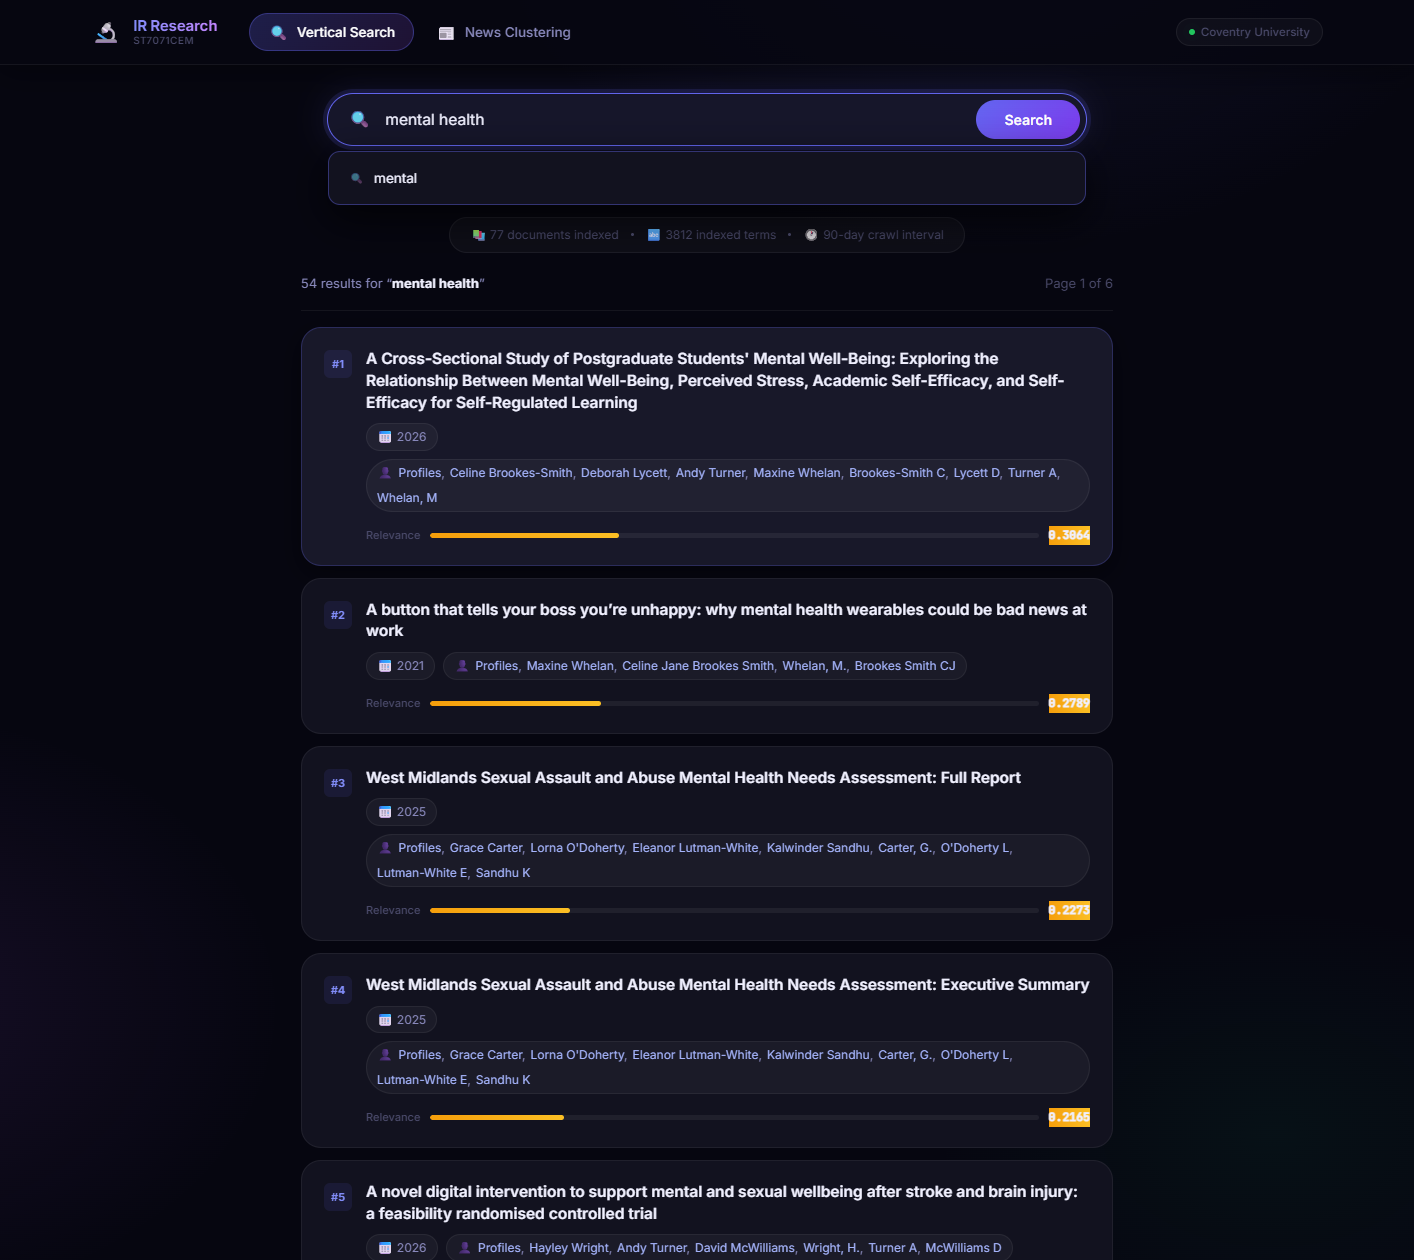 IR Research
ST7071CEM
Vertical Search
News Clustering
Coventry University
mental health
Search
mental
77 documents indexed • 3812 indexed terms • 90-day crawl interval
54 results for “mental health”
Page 1 of 6
#1
A Cross-Sectional Study of Postgraduate Students' Mental Well-Being: Exploring the
Relationship Between Mental Well-Being, Perceived Stress, Academic Self-Efficacy, and Self-
Efficacy for Self-Regulated Learning
2026
Profiles, Celine Brookes-Smith, Deborah Lycett, Andy Turner, Maxine Whelan, Brookes-Smith C, Lycett D, Turner A,
Whelan, M
Relevance
0.3064
#2
A button that tells your boss you’re unhappy: why mental health wearables could be bad news at
work
2021
Profiles, Maxine Whelan, Celine Jane Brookes Smith, Whelan, M., Brookes Smith CJ
Relevance
0.2789
#3
West Midlands Sexual Assault and Abuse Mental Health Needs Assessment: Full Report
2025
Profiles, Grace Carter, Lorna O'Doherty, Eleanor Lutman-White, Kalwinder Sandhu, Carter, G., O'Doherty L,
Lutman-White E, Sandhu K
Relevance
0.2273
#4
West Midlands Sexual Assault and Abuse Mental Health Needs Assessment: Executive Summary
2025
Profiles, Grace Carter, Lorna O'Doherty, Eleanor Lutman-White, Kalwinder Sandhu, Carter, G., O'Doherty L,
Lutman-White E, Sandhu K
Relevance
0.2165
#5
A novel digital intervention to support mental and sexual wellbeing after stroke and brain injury:
a feasibility randomised controlled trial
2026
Profiles, Hayley Wright, Andy Turner, David McWilliams, Wright, H., Turner A, McWilliams D